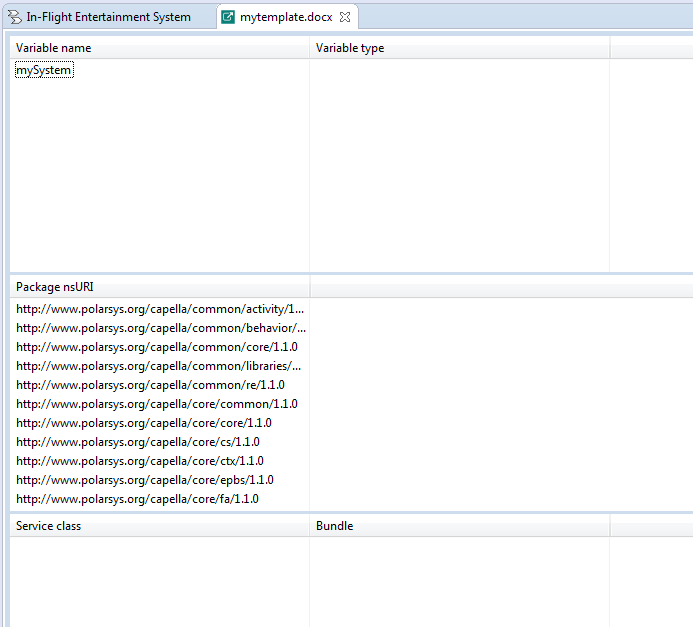 In-Flight Entertainment System mytemplate.docx
Variable name Variable type
mySystem
Package nsURI
http://www.polarsys.org/capella/common/activity/1...
http://www.polarsys.org/capella/common/behavior/...
http://www.polarsys.org/capella/common/core/1.1.0
http://www.polarsys.org/capella/common/libraries/...
http://www.polarsys.org/capella/common/re/1.1.0
http://www.polarsys.org/capella/core/common/1.1.0
http://www.polarsys.org/capella/core/core/1.1.0
http://www.polarsys.org/capella/core/cs/1.1.0
http://www.polarsys.org/capella/core/ctx/1.1.0
http://www.polarsys.org/capella/core/epbs/1.1.0
http://www.polarsys.org/capella/core/fa/1.1.0
Service class Bundle